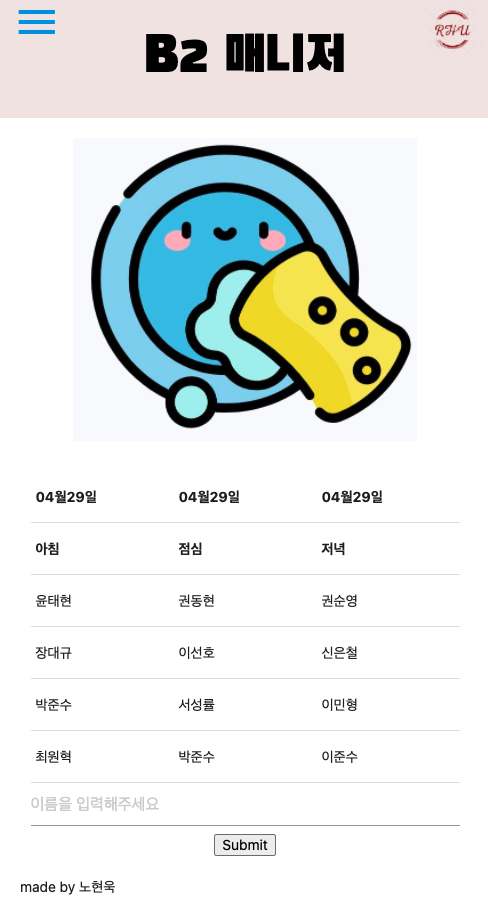 B2 매니저
RHU
04월29일 04월29일 04월29일
아침 점심 저녁
윤태현 권동현 권순영
장대규 이선호 신은철
박준수 서성률 이민형
최원혁 박준수 이준수
이름을 입력해주세요
Submit
made by 노현욱